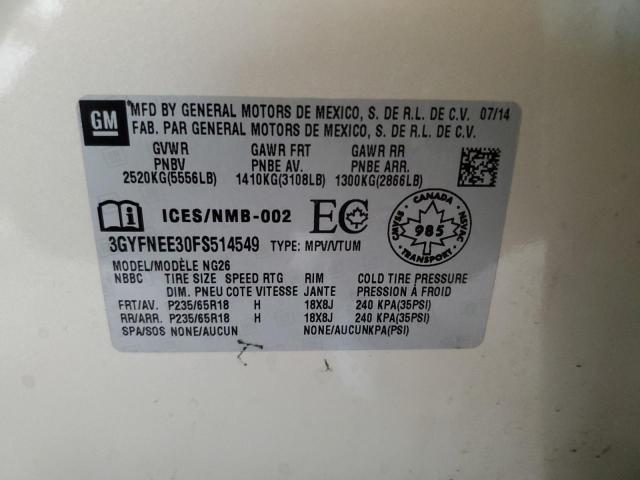 GM
MFD BY GENERAL MOTORS DE MEXICO, S. DE R.L. DE C.V. 07/14
FAB. PAR GENERAL MOTORS DE MEXICO, S. DE R.L. DE C.V.
GVWR GAWR FRT GAWR RR
PNBV PNBE AV. PNBE ARR.
2520KG(5556LB) 1410KG(3108LB) 1300KG(2866LB)
ICES/NMB-002 EC
CANADA
CMVSS 985 NSVAC
TRANSPORT
3GYFNEE30FS514549 TYPE: MPV/VTUM
MODEL/MODÈLE NG26
NBBC TIRE SIZE SPEED RTG RIM COLD TIRE PRESSURE
DIM. PNEU COTE VITESSE JANTE PRESSION À FROID
FRT/AV. P235/65R18 H 18X8J 240 KPA(35PSI)
RR/ARR. P235/65R18 H 18X8J 240 KPA(35PSI)
SPA/SOS NONE/AUCUN NONE/AUCUNKPA(PSI)